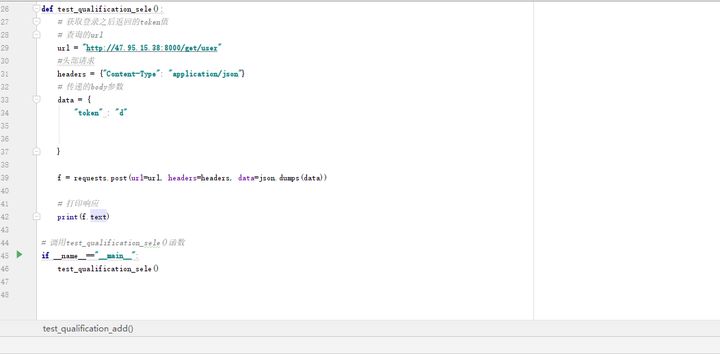 26 def test_qualification_sele():
27 # 获取登录之后返回的token值
28 # 查询的url
29 url = "http://47.95.15.38:8000/get/user"
30 #头部请求
31 headers = {"Content-Type": "application/json"}
32 # 传递的body参数
33 data = {
34 "token" : "d"
35
36
37 }
38
39 f = requests.post(url=url, headers=headers, data=json.dumps(data))
40
41 # 打印响应
42 print(f.text)
43
44 # 调用test_qualification_sele()函数
45 if __name__=="__main__":
46 test_qualification_sele()
47
48
test_qualification_add()